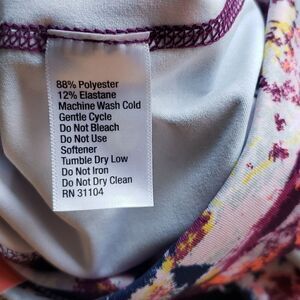 88% Polyester
12% Elastane
Machine Wash Cold
Gentle Cycle
Do Not Bleach
Do Not Use
Softener
Tumble Dry Low
Do Not Iron
Do Not Dry Clean
RN 31104